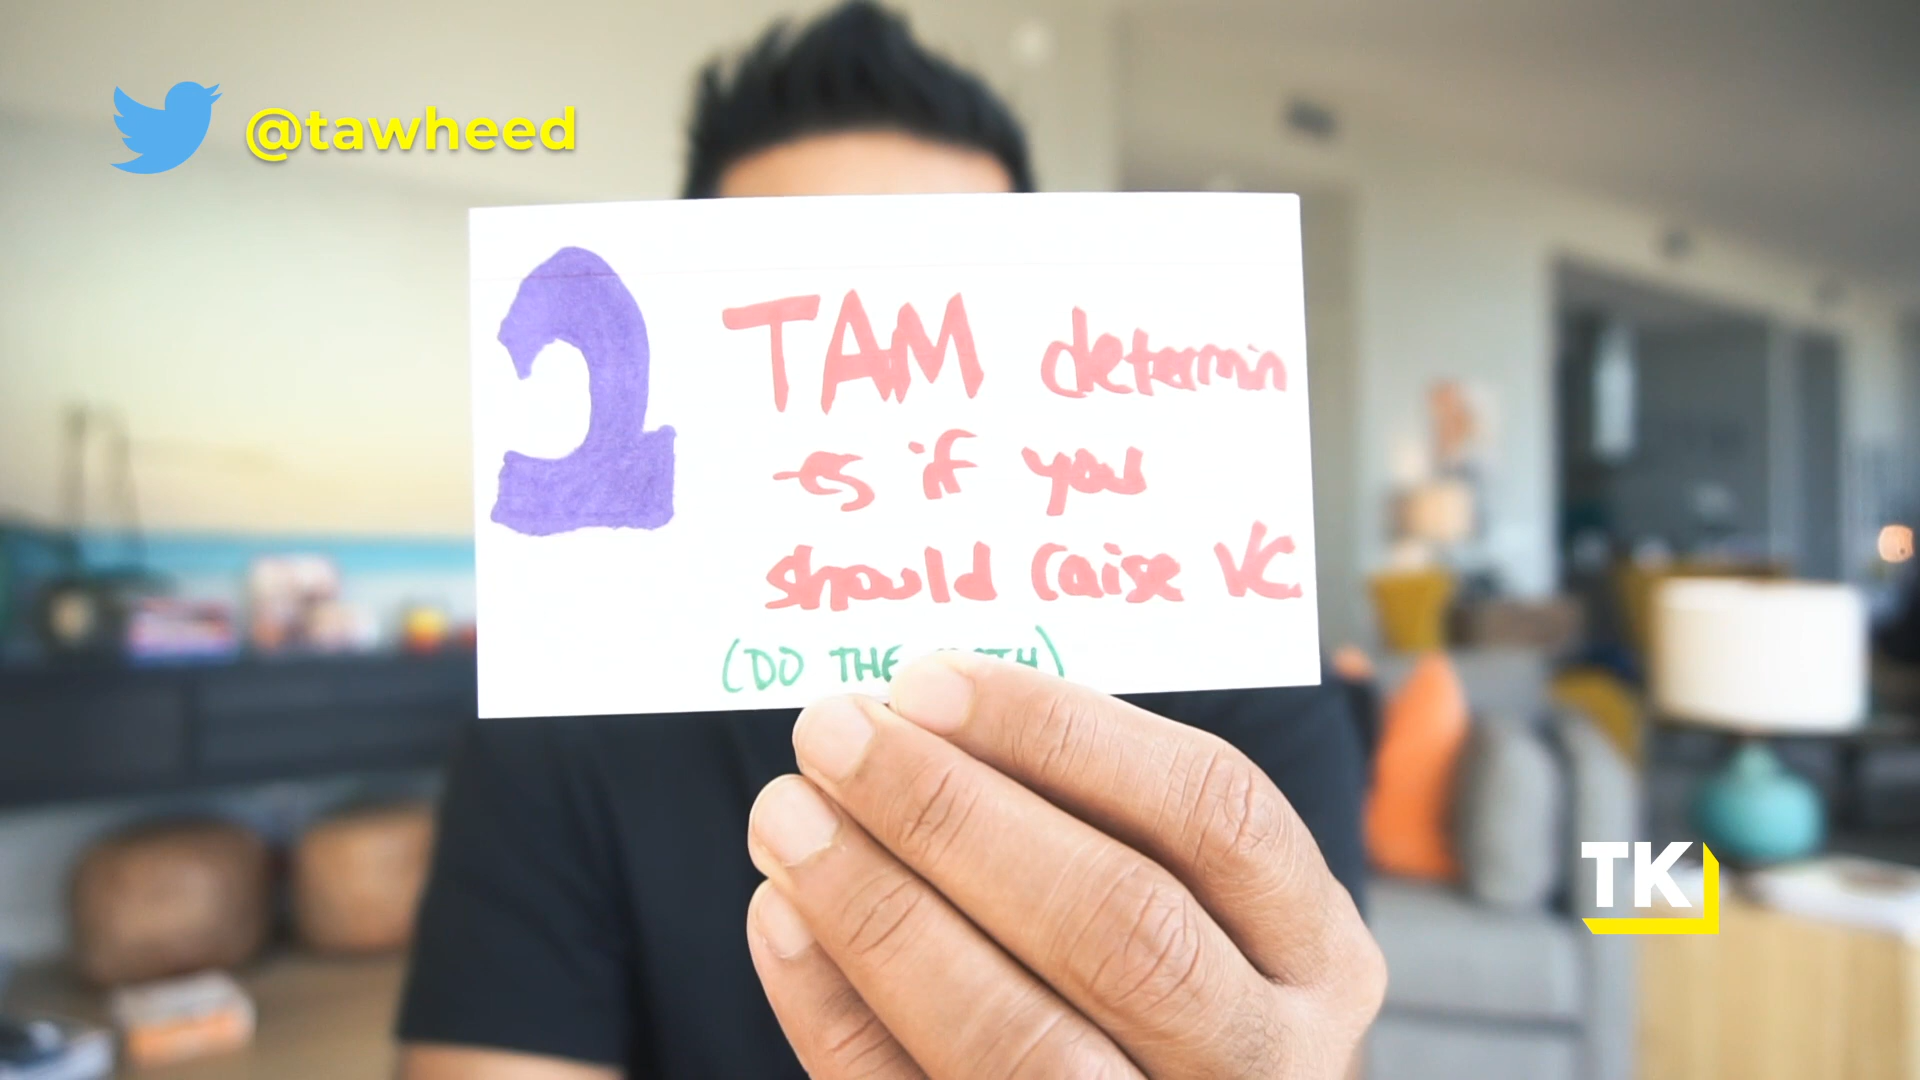 @tawheed
2
TAM determin
-es if you
should raise VC.
(DO THE
TK